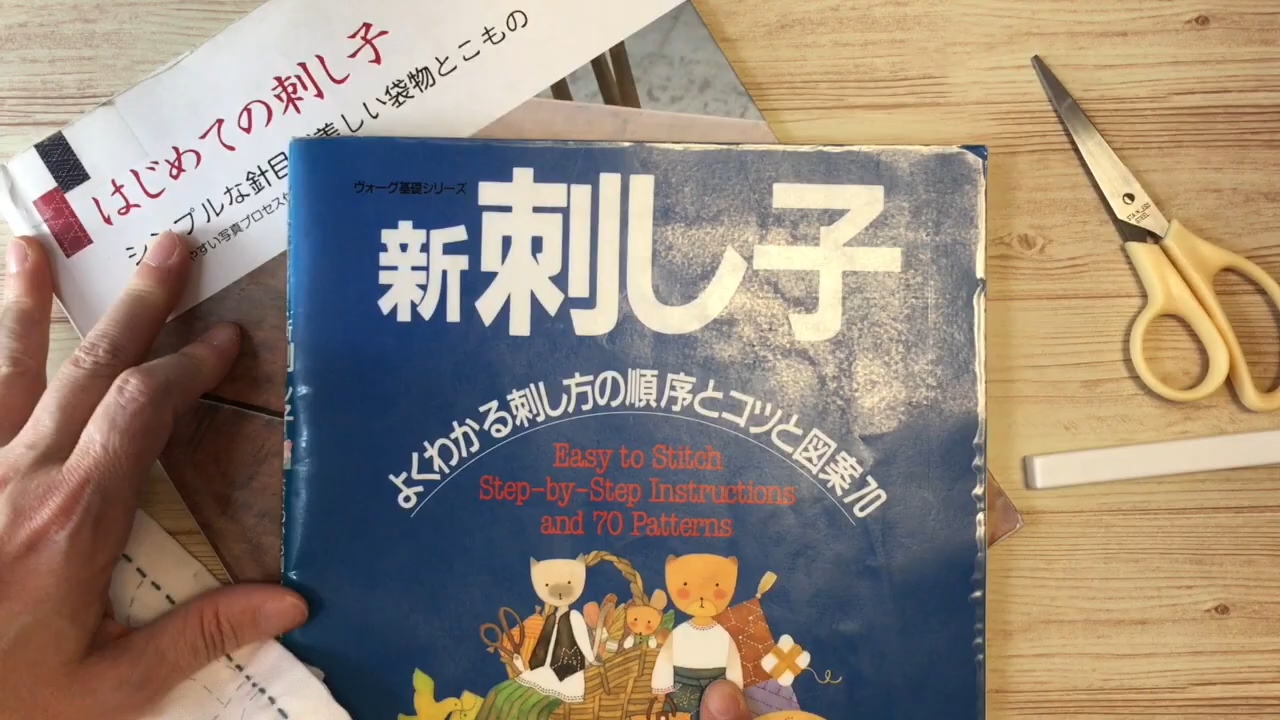 はじめての刺し子
シンプルな針目 美しい袋物とこもの
やすい写真プロセス
ヴォーグ基礎シリーズ
新刺し子
よくわかる刺し方の順序とコツと図案70
Easy to Stitch
Step-by-Step Instructions
and 70 Patterns
STAINLESS
STEEL